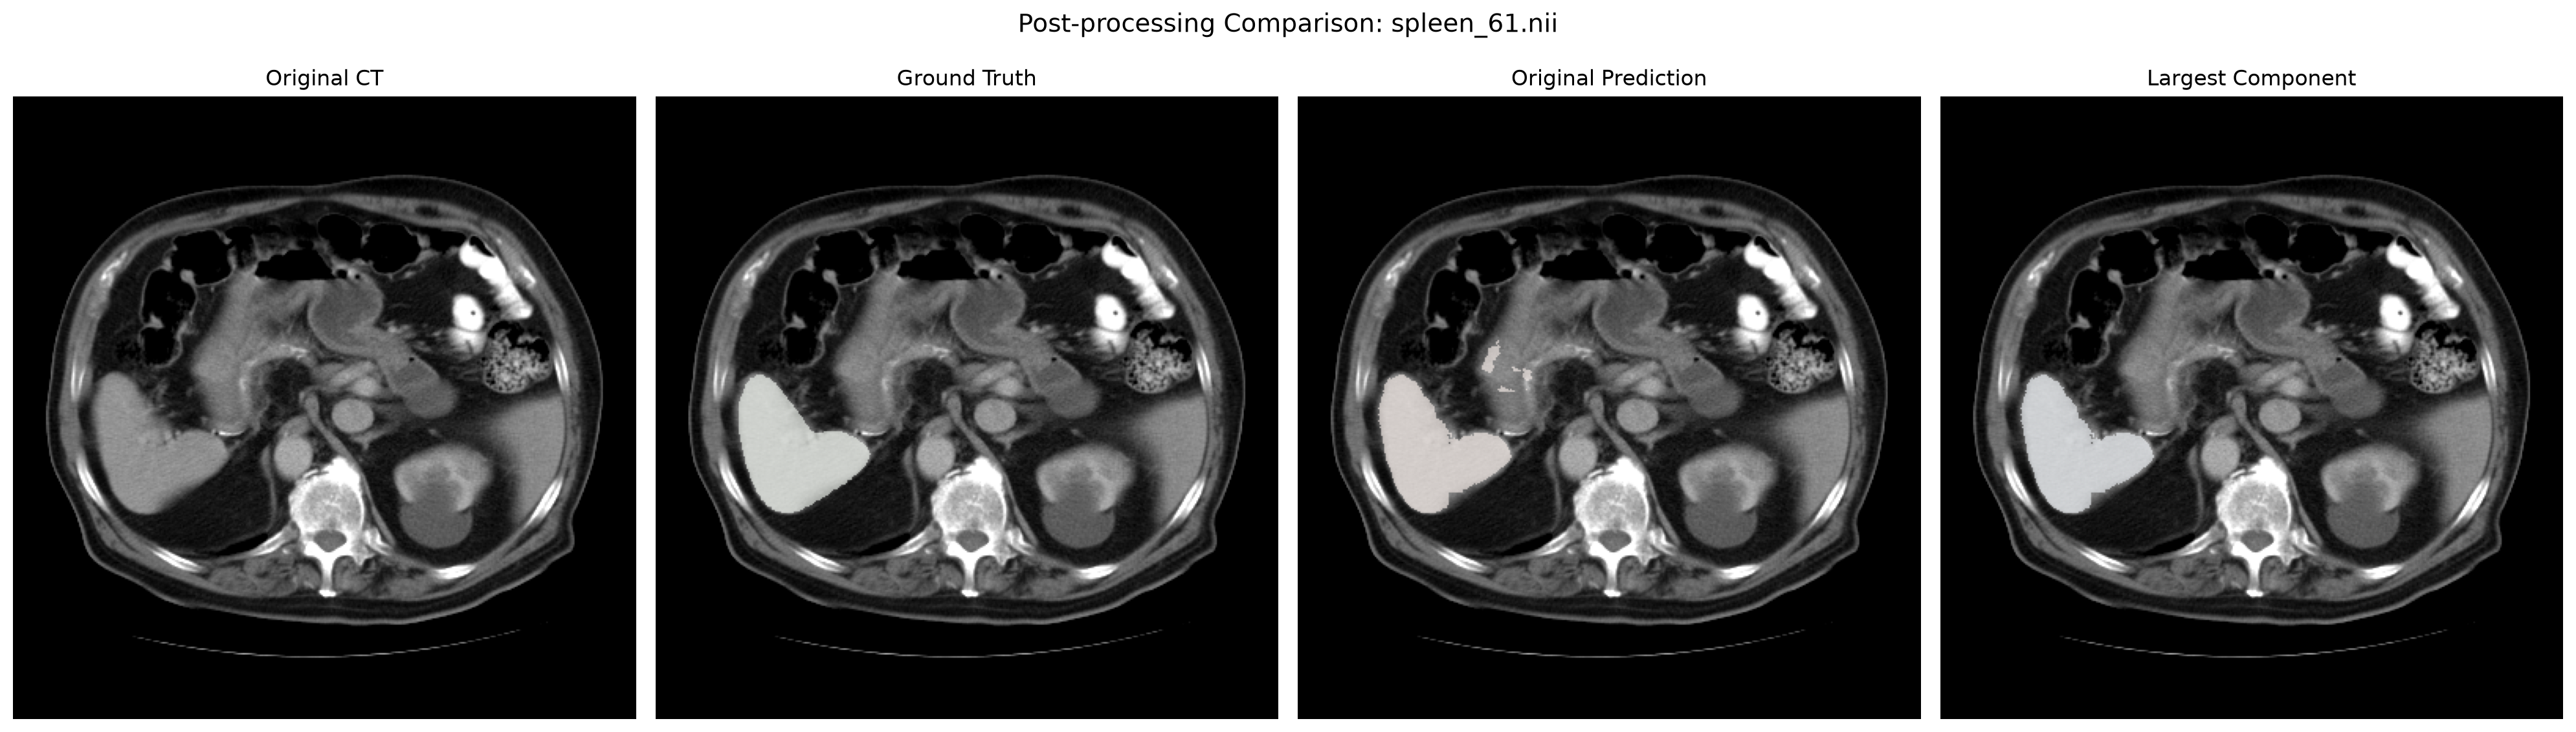 Post-processing Comparison: spleen_61.nii
Original CT
Ground Truth
Original Prediction
Largest Component